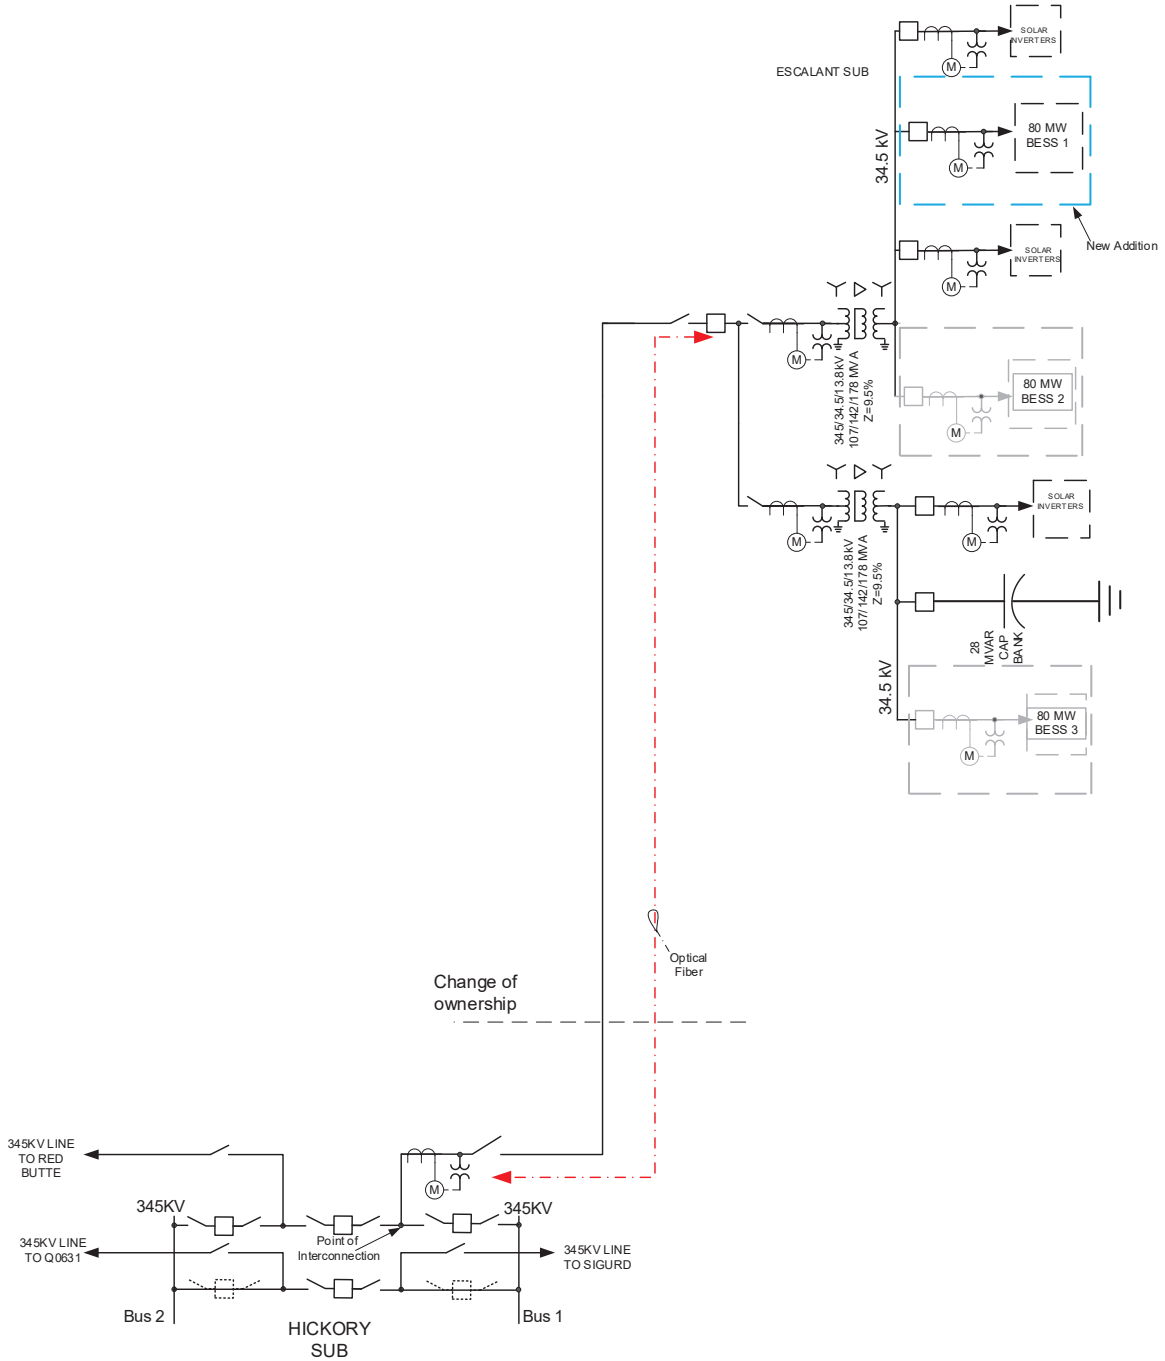 SOLAR
INVERTERS
M
ESCALANT SUB
34.5 kV
80 MW
BESS 1
M
New Addition
SOLAR
INVERTERS
M
M
345/34.5/13.8kV
107/142/178 MVA
Z=9.5%
80 MW
BESS 2
M
SOLAR
INVERTERS
M
M
345/34.5/13.8kV
107/142/178 MVA
Z=9.5%
28
MVAR
CAP
BANK
34.5 kV
80 MW
BESS 3
M
Optical
Fiber
Change of
ownership
345KV LINE
TO RED
BUTTE
M
345KV
345KV
Point of
Interconnection
345KV LINE
TO Q0631
345KV LINE
TO SIGURD
Bus 2
Bus 1
HICKORY
SUB